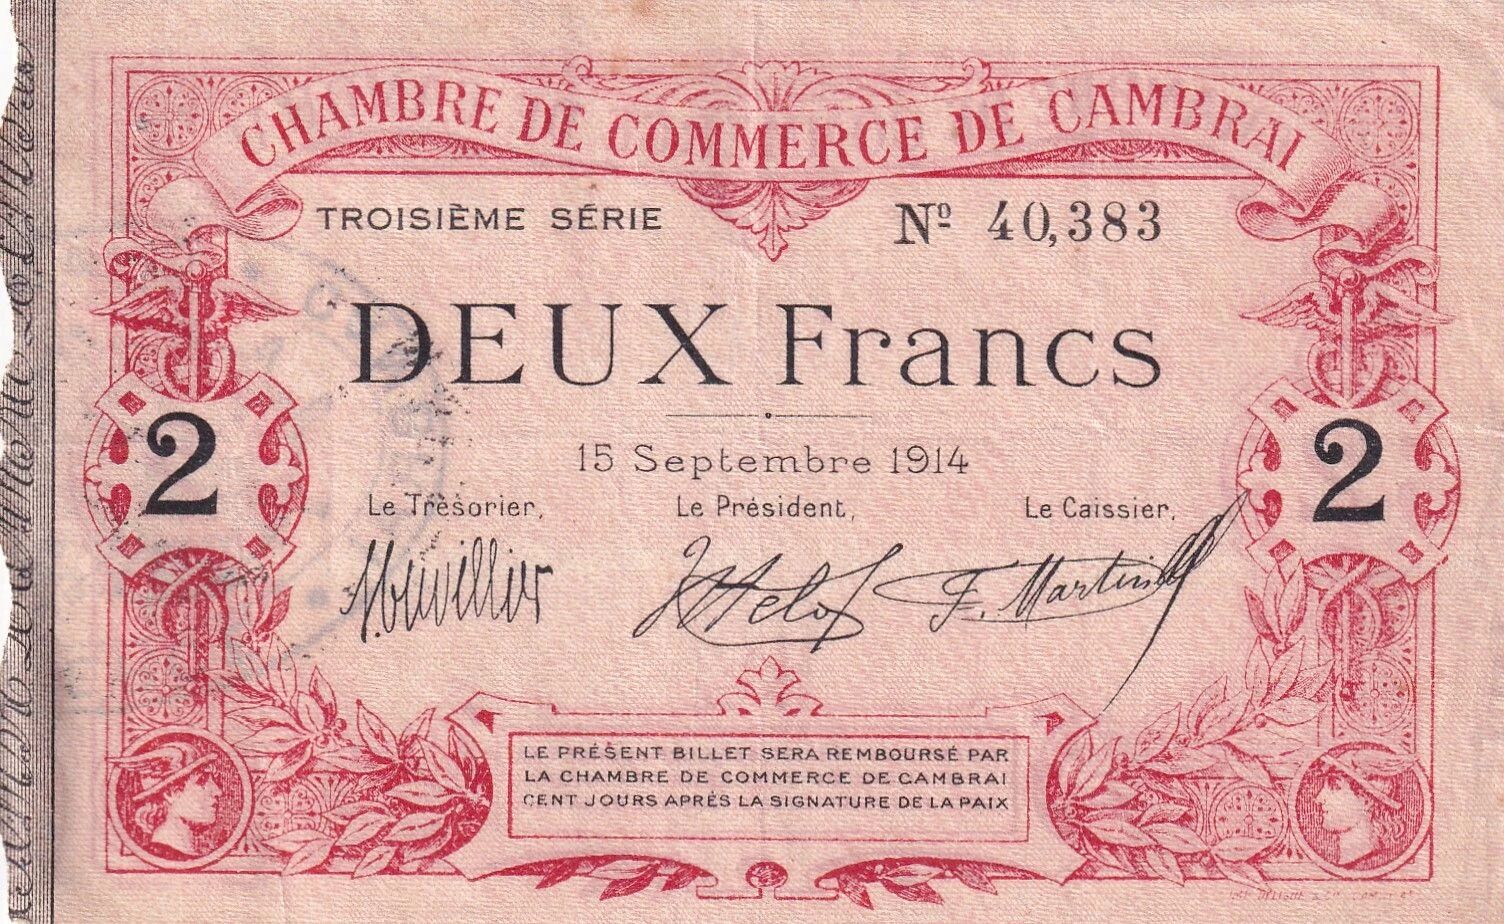 CHAMBRE DE COMMERCE DE CAMBRAI
TROISIÈME SÉRIE
Nº 40,383
DEUX Francs
2
2
15 Septembre 1914
Le Trésorier,
Le Président,
Le Caissier,
F. Martin
LE PRÉSENT BILLET SERA REMBOURSÉ PAR
LA CHAMBRE DE COMMERCE DE CAMBRAI
CENT JOURS APRÈS LA SIGNATURE DE LA PAIX